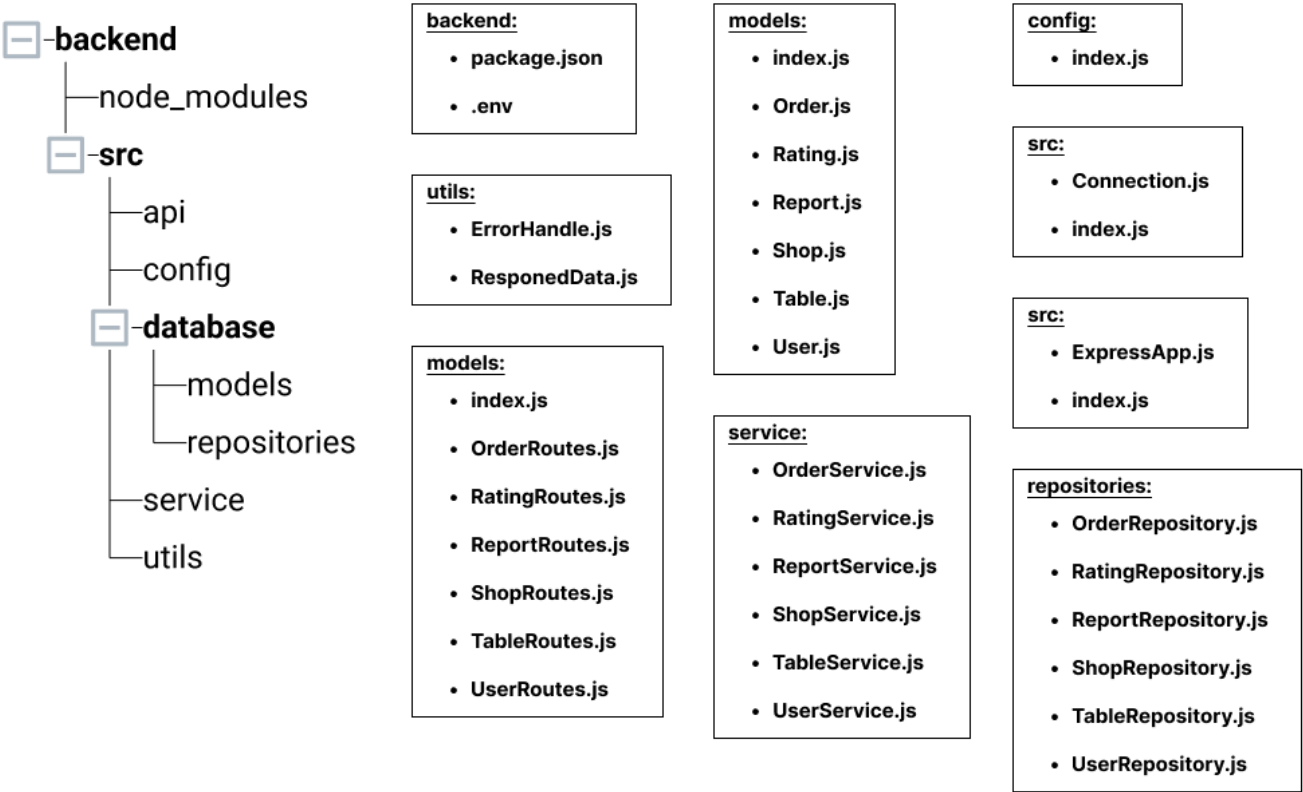 backend
node_modules
src
api
config
database
models
repositories
service
utils
backend:
• package.json
• .env
utils:
• ErrorHandle.js
• ResponedData.js
models:
• index.js
• OrderRoutes.js
• RatingRoutes.js
• ReportRoutes.js
• ShopRoutes.js
• TableRoutes.js
• UserRoutes.js
models:
• index.js
• Order.js
• Rating.js
• Report.js
• Shop.js
• Table.js
• User.js
service:
• OrderService.js
• RatingService.js
• ReportService.js
• ShopService.js
• TableService.js
• UserService.js
config:
• index.js
src:
• Connection.js
• index.js
src:
• ExpressApp.js
• index.js
repositories:
• OrderRepository.js
• RatingRepository.js
• ReportRepository.js
• ShopRepository.js
• TableRepository.js
• UserRepository.js